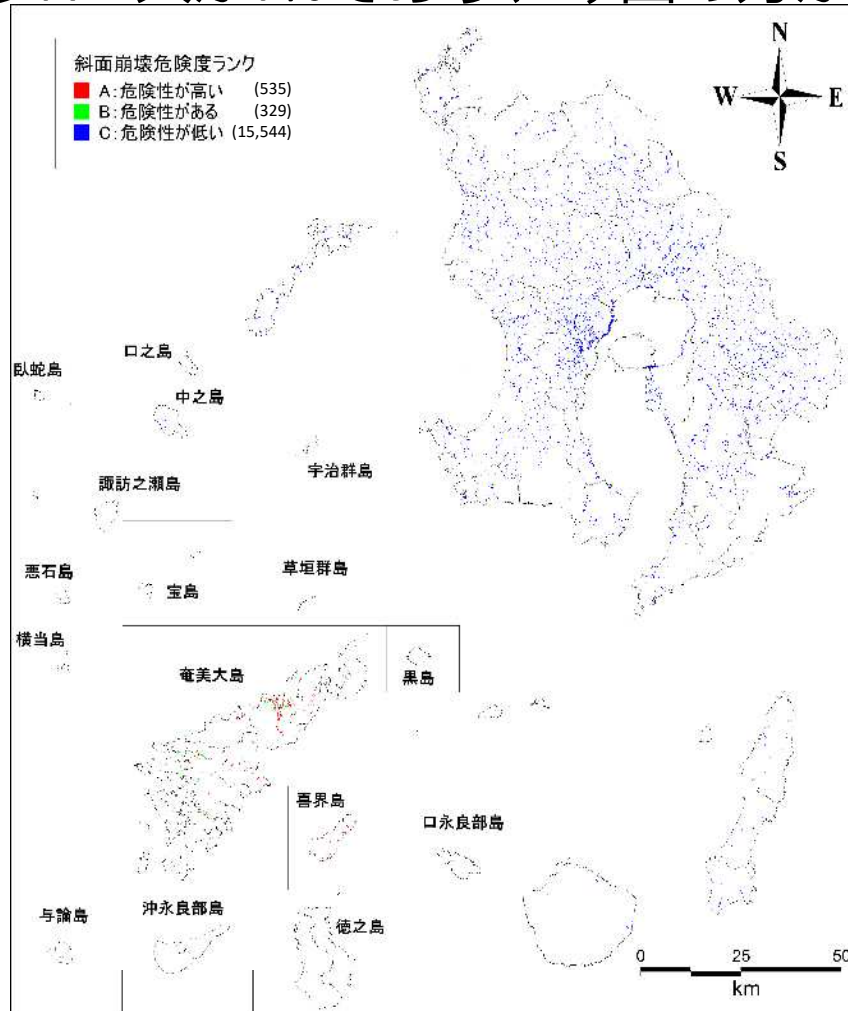 斜面崩壊危険度ランク
A:危険性が高い (535)
B:危険性がある (329)
C:危険性が低い (15,544)
N
W E
S
口之島
臥蛇島
中之島
宇治群島
諏訪之瀬島
悪石島
宝島
草垣群島
横当島
奄美大島
黒島
喜界島
口永良部島
与論島
沖永良部島
徳之島
0 25 50
km